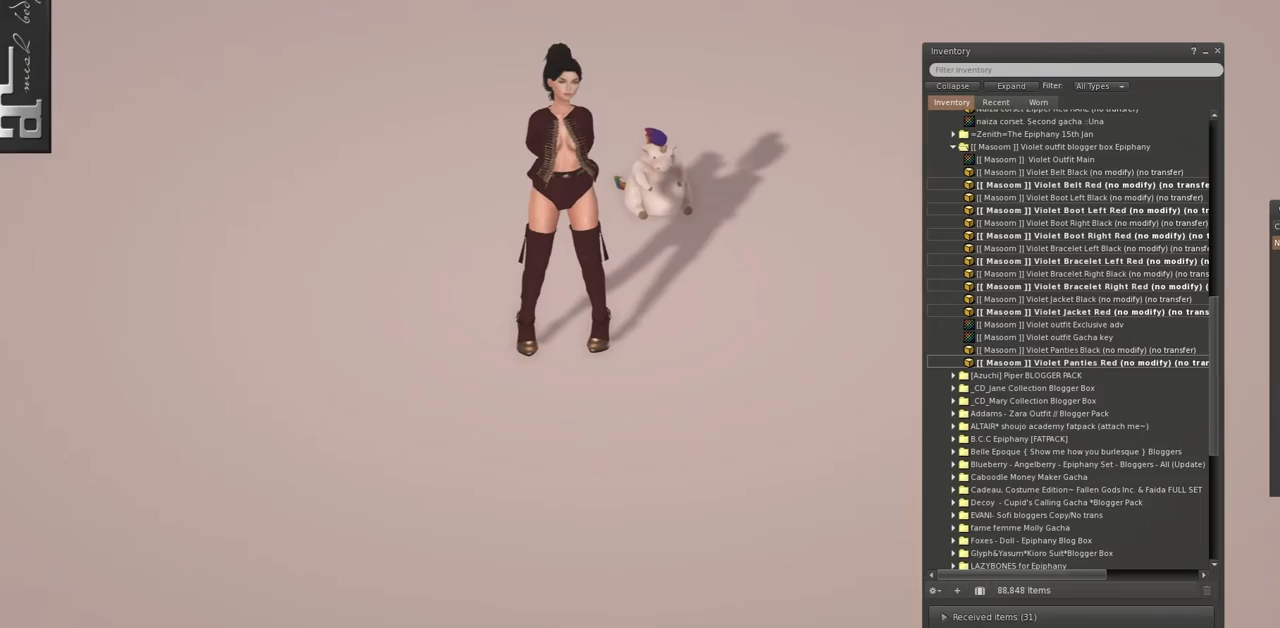 mesh body
Inventory
? _ ×
Filter Inventory
Collapse Expand Filter: All Types
Inventory Recent Worn
naiza corset. Second gacha ::Una
=Zenith=The Epiphany 15th Jan
[[ Masoom ]] Violet outfit blogger box Epiphany
[[ Masoom ]]  Violet Outfit Main
[[ Masoom ]] Violet Belt Black (no modify) (no transfer)
[[ Masoom ]] Violet Belt Red (no modify) (no transfe
[[ Masoom ]] Violet Boot Left Black (no modify) (no transfer)
[[ Masoom ]] Violet Boot Left Red (no modify) (no tr
[[ Masoom ]] Violet Boot Right Black (no modify) (no transfer)
[[ Masoom ]] Violet Boot Right Red (no modify) (no t
[[ Masoom ]] Violet Bracelet Left Black (no modify) (no transf
[[ Masoom ]] Violet Bracelet Left Red (no modify) (n
[[ Masoom ]] Violet Bracelet Right Black (no modify) (no trans
[[ Masoom ]] Violet Bracelet Right Red (no modify) (
[[ Masoom ]] Violet Jacket Black (no modify) (no transfer)
[[ Masoom ]] Violet Jacket Red (no modify) (no trans
[[ Masoom ]] Violet outfit Exclusive adv
[[ Masoom ]] Violet outfit Gacha key
[[ Masoom ]] Violet Panties Black (no modify) (no transfer)
[[ Masoom ]] Violet Panties Red (no modify) (no tran
[Azuchi] Piper BLOGGER PACK
_CD_Jane Collection Blogger Box
_CD_Mary Collection Blogger Box
Addams - Zara Outfit // Blogger Pack
ALTAIR* shoujo academy fatpack (attach me~)
B.C.C Epiphany [FATPACK]
Belle Epoque { Show me how you burlesque } Bloggers
Blueberry - Angelberry - Epiphany Set - Bloggers - All (Update)
Caboodle Money Maker Gacha
Cadeau, Costume Edition~ Fallen Gods Inc. & Faida FULL SET
Decoy  - Cupid's Calling Gacha *Blogger Pack
EVANI- Sofi bloggers Copy/No trans
fame femme Molly Gacha
Foxes - Doll - Epiphany Blog Box
Glyph&Yasum*Kioro Suit*Blogger Box
LAZYBONES for Epiphany
88,848 Items
Received items (31)